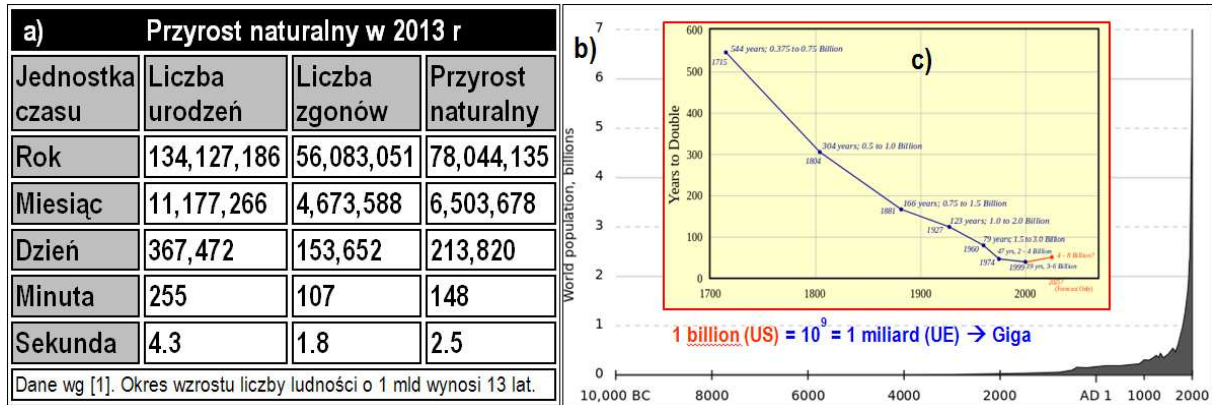 a) Przyrost naturalny w 2013 r
Jednostka czasu Liczba urodzeń Liczba zgonów Przyrost naturalny
Rok 134,127,186 56,083,051 78,044,135
Miesiąc 11,177,266 4,673,588 6,503,678
Dzień 367,472 153,652 213,820
Minuta 255 107 148
Sekunda 4.3 1.8 2.5
Dane wg [1]. Okres wzrostu liczby ludności o 1 mld wynosi 13 lat.
b)
World population, billions
7
6
5
4
3
2
1
0
10,000 BC 8000 6000 4000 2000 AD 1 1000 2000
c)
Years to Double
600
500
400
300
200
100
0
1700 1800 1900 2000
544 years; 0.375 to 0.75 Billion
1715
304 years; 0.5 to 1.0 Billion
1804
166 years; 0.75 to 1.5 Billion
1881
123 years; 1.0 to 2.0 Billion
1927
79 years; 1.5 to 3.0 Billion
1960
47 yrs, 2 - 4 Billion
1974
1999
39 yrs, 3-6 Billion
4 - 8 Billion?
(Forecast Only)
1 billion (US) = 10⁹ = 1 miliard (UE) → Giga